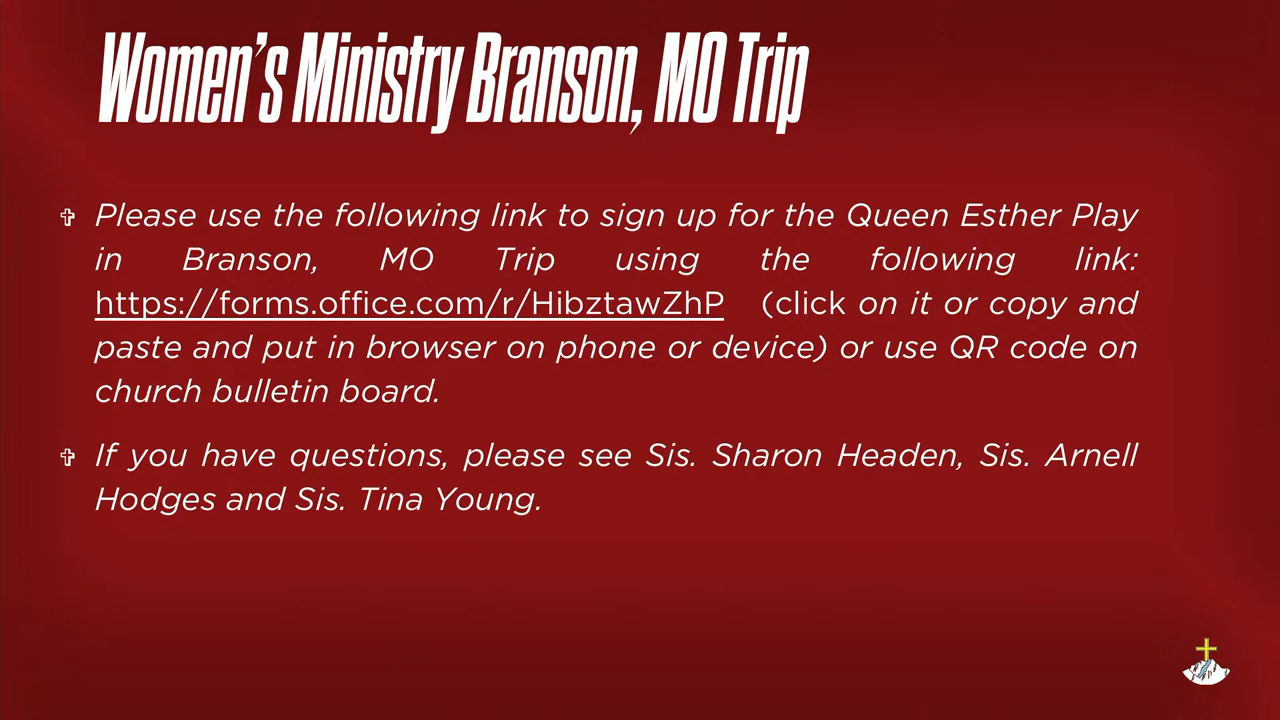 Women's Ministry Branson, MO Trip
Please use the following link to sign up for the Queen Esther Play
in Branson, MO Trip using the following link:
https://forms.office.com/r/HibztawZhP (click on it or copy and
paste and put in browser on phone or device) or use QR code on
church bulletin board.
If you have questions, please see Sis. Sharon Headen, Sis. Arnell
Hodges and Sis. Tina Young.